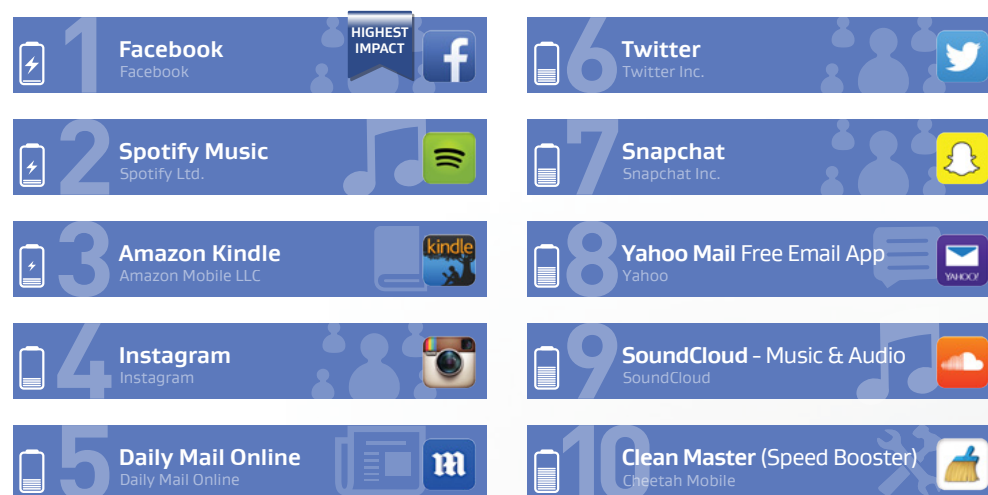 1
Facebook
Facebook
HIGHEST
IMPACT
f
2
Spotify Music
Spotify Ltd.
3
Amazon Kindle
Amazon Mobile LLC
kindle
4
Instagram
Instagram
5
Daily Mail Online
Daily Mail Online
m
6
Twitter
Twitter Inc.
7
Snapchat
Snapchat Inc.
8
Yahoo Mail Free Email App
Yahoo
YAHOO!
9
SoundCloud - Music & Audio
SoundCloud
10
Clean Master (Speed Booster)
Cheetah Mobile